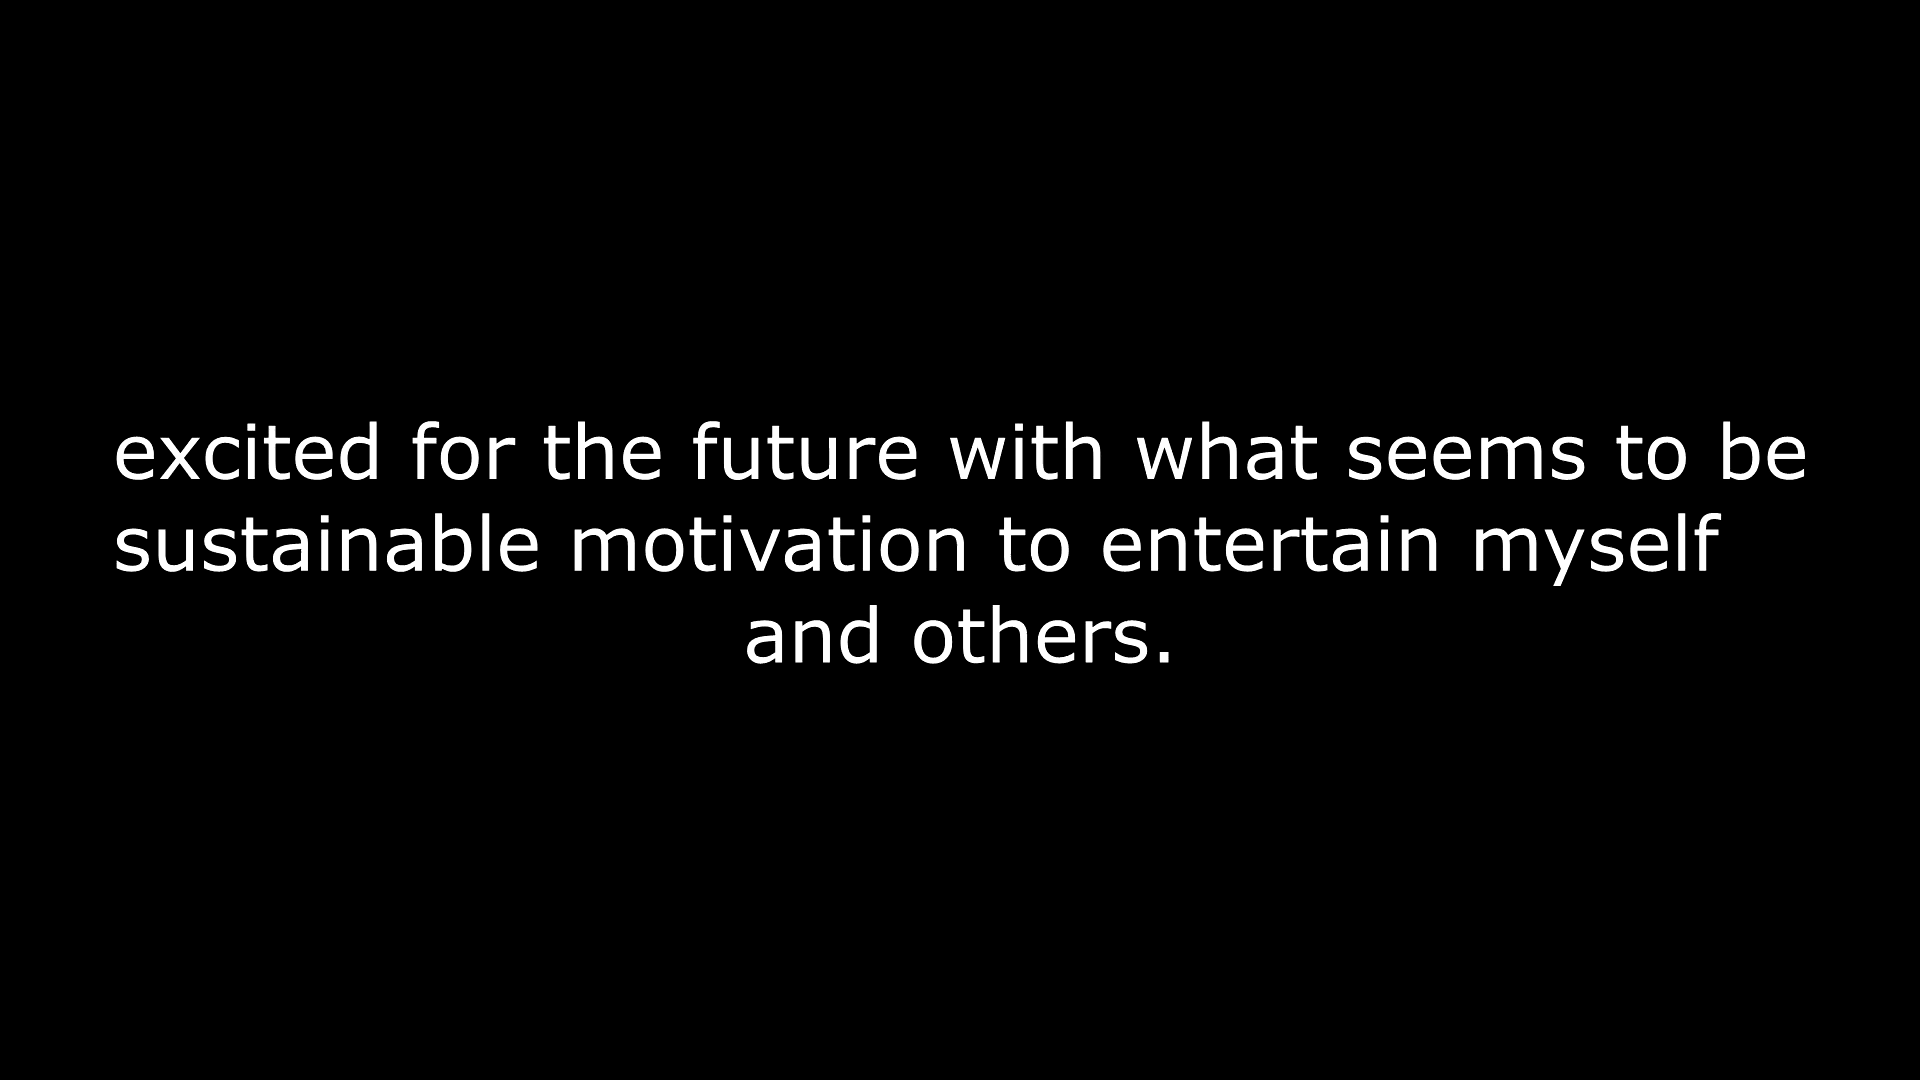 excited for the future with what seems to be
sustainable motivation to entertain myself
and others.